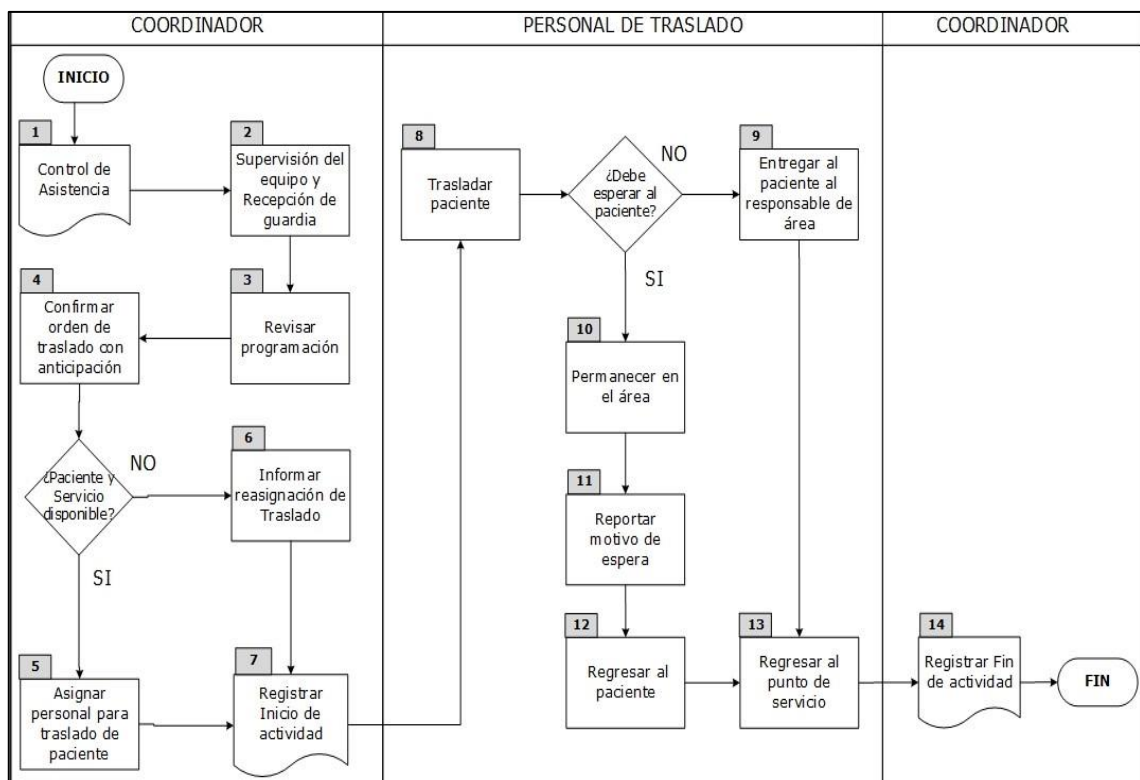 COORDINADOR
PERSONAL DE TRASLADO
COORDINADOR
INICIO
1
Control de
Asistencia
2
Supervisión del
equipo y
Recepción de
guardia
3
Revisar
programación
4
Confirmar
orden de
traslado con
anticipación
¿Paciente y
Servicio
disponible?
NO
SI
6
Informar
reasignación de
Traslado
5
Asignar
personal para
traslado de
paciente
7
Registrar
Inicio de
actividad
8
Trasladar
paciente
¿Debe
esperar al
paciente?
NO
SI
9
Entregar al
paciente al
responsable de
área
10
Permanecer en
el área
11
Reportar
motivo de
espera
12
Regresar al
paciente
13
Regresar al
punto de
servicio
14
Registrar Fin
de actividad
FIN